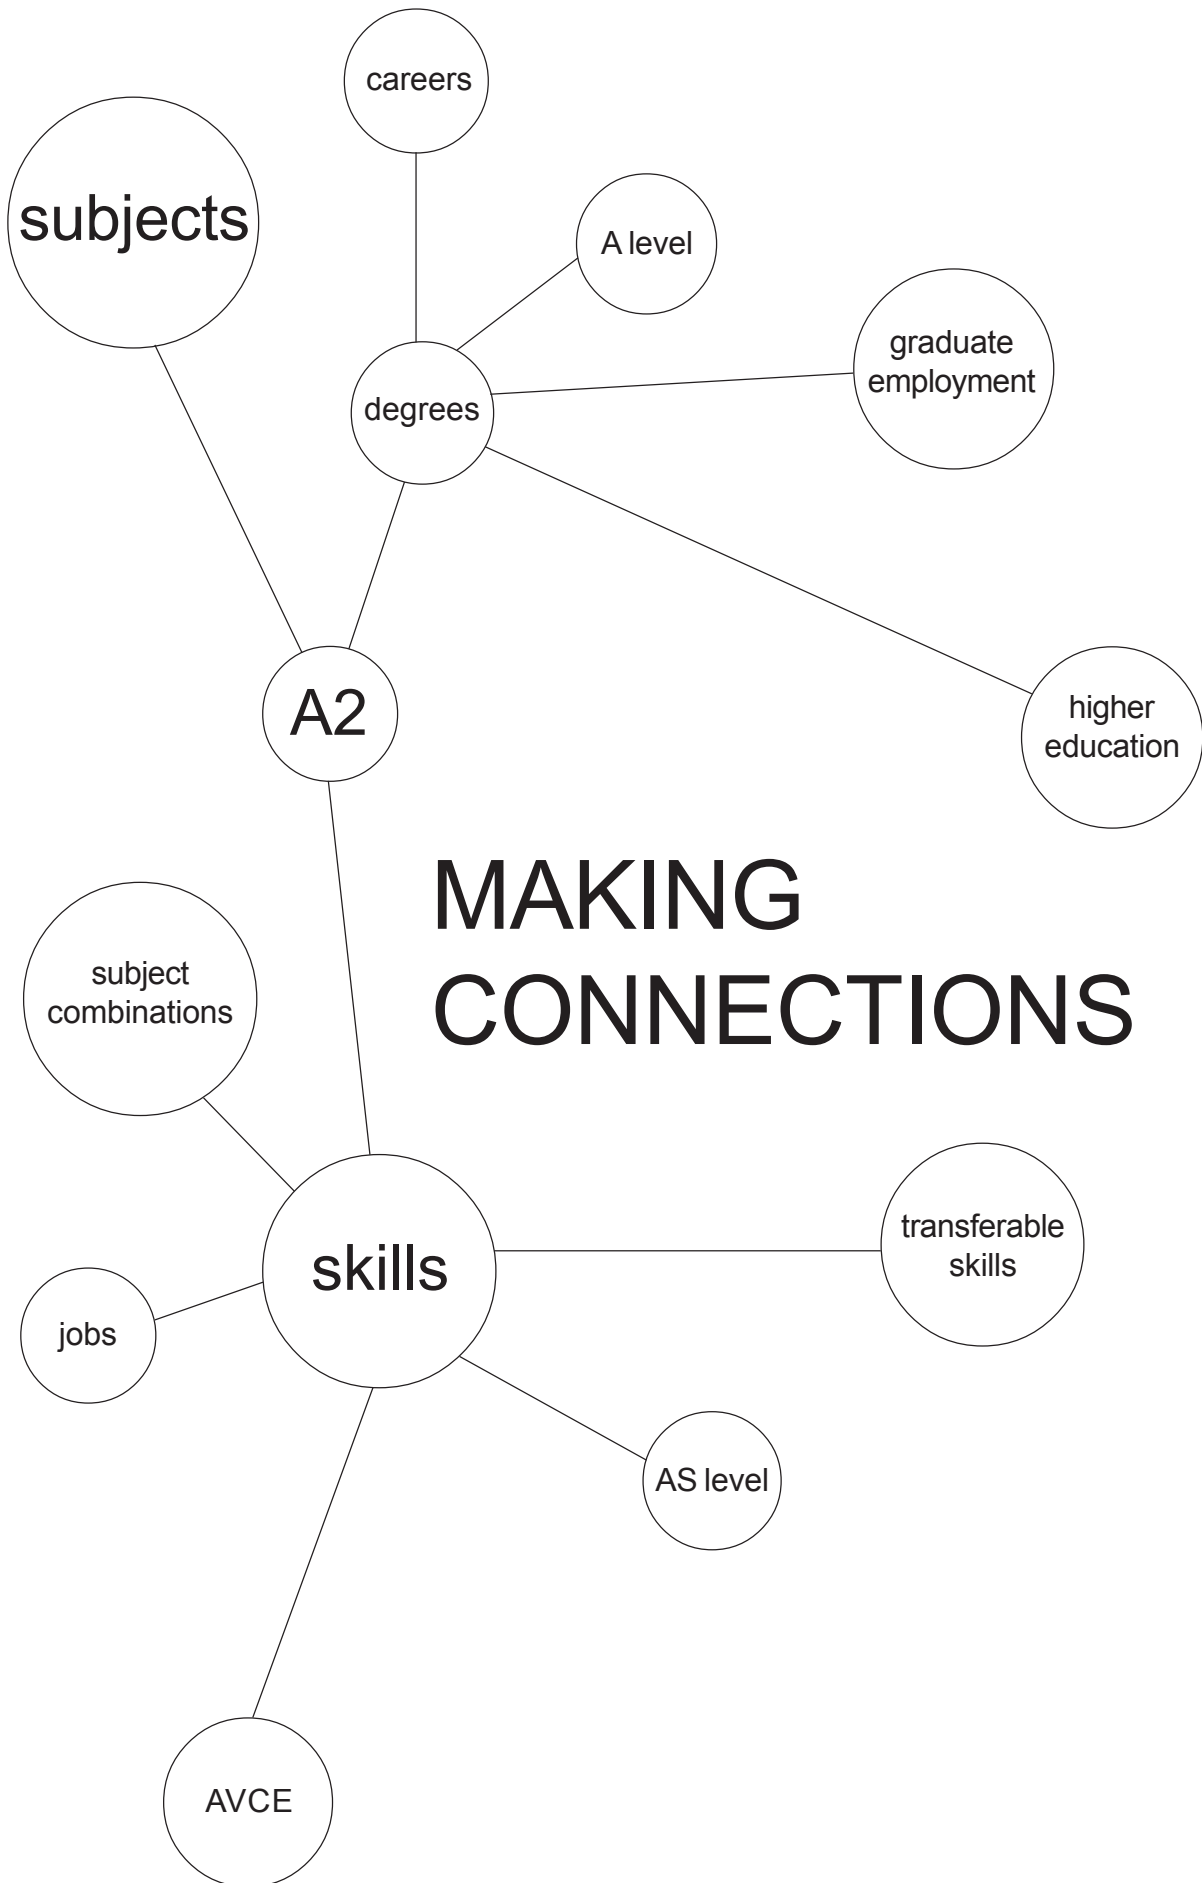 careers
subjects
A level
graduate
employment
degrees
A2
higher
education
MAKING
CONNECTIONS
subject
combinations
transferable
skills
skills
jobs
AS level
AVCE